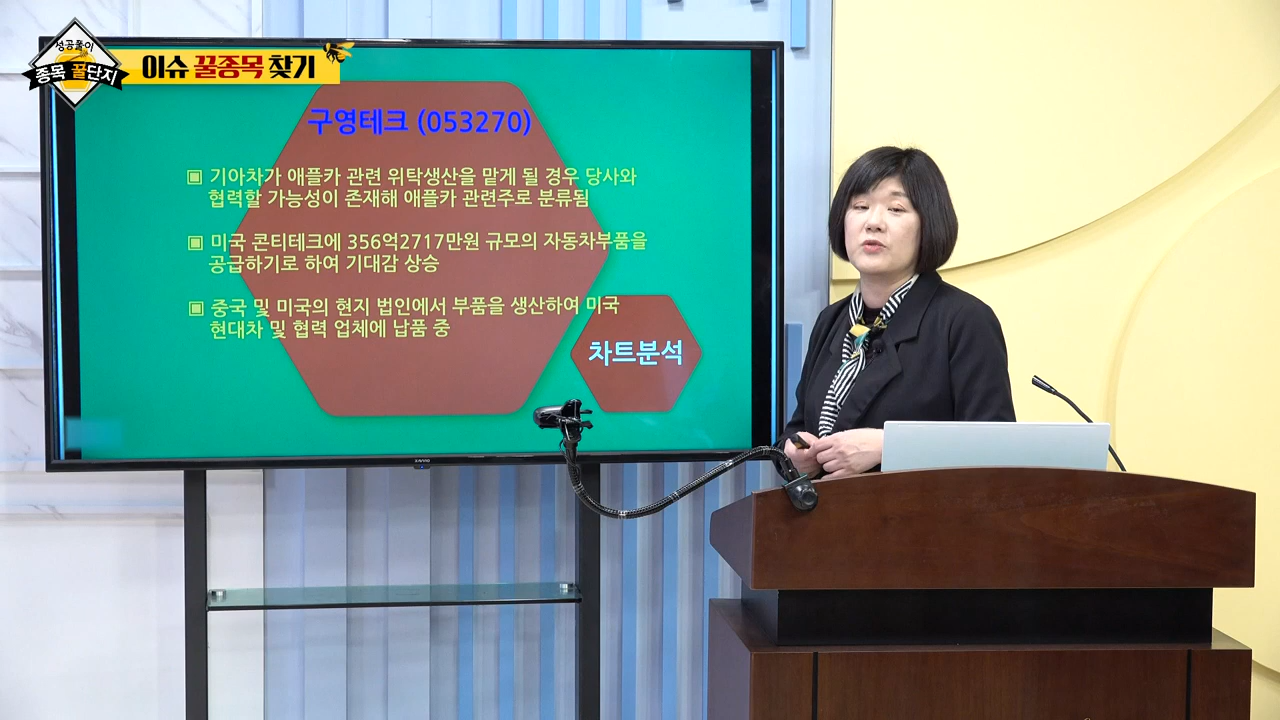 성공풀이
종목 꿀단지
이슈 꿀종목 찾기
구영테크 (053270)
▣ 기아차가 애플카 관련 위탁생산을 맡게 될 경우 당사와
협력할 가능성이 존재해 애플카 관련주로 분류됨
▣ 미국 콘티테크에 356억2717만원 규모의 자동차부품을
공급하기로 하여 기대감 상승
▣ 중국 및 미국의 현지 법인에서 부품을 생산하여 미국
현대차 및 협력 업체에 납품 중
차트분석